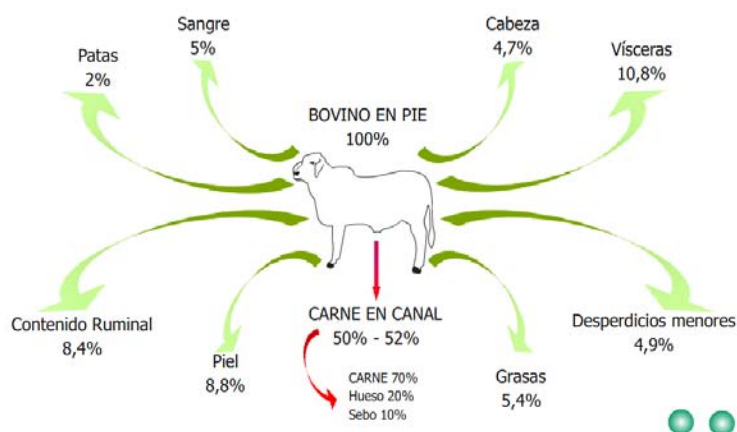 Sangre
5%
Cabeza
4,7%
Patas
2%
Vísceras
10,8%
BOVINO EN PIE
100%
Contenido Ruminal
8,4%
Piel
8,8%
CARNE EN CANAL
50% - 52%
CARNE 70%
Hueso 20%
Sebo 10%
Grasas
5,4%
Desperdicios menores
4,9%